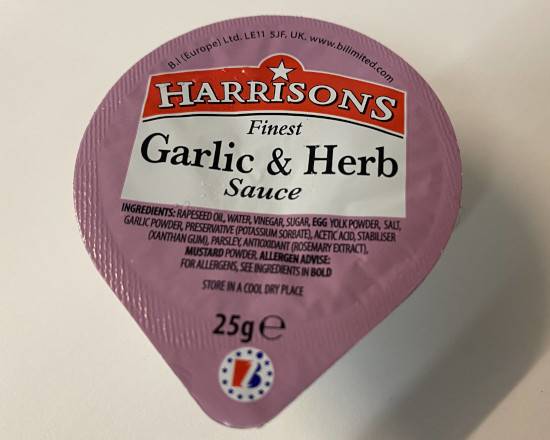 B.I (Europe) Ltd. LE11 5JF, UK. www.bilimited.com
HARRISONS
Finest
Garlic & Herb
Sauce
INGREDIENTS: RAPESEED OIL, WATER, VINEGAR, SUGAR, EGG YOLK POWDER, SALT,
GARLIC POWDER, PRESERVATIVE (POTASSIUM SORBATE), ACETIC ACID, STABILISER
(XANTHAN GUM), PARSLEY, ANTIOXIDANT (ROSEMARY EXTRACT),
MUSTARD POWDER. ALLERGEN ADVISE:
FOR ALLERGENS, SEE INGREDIENTS IN BOLD
STORE IN A COOL DRY PLACE
25g℮
B